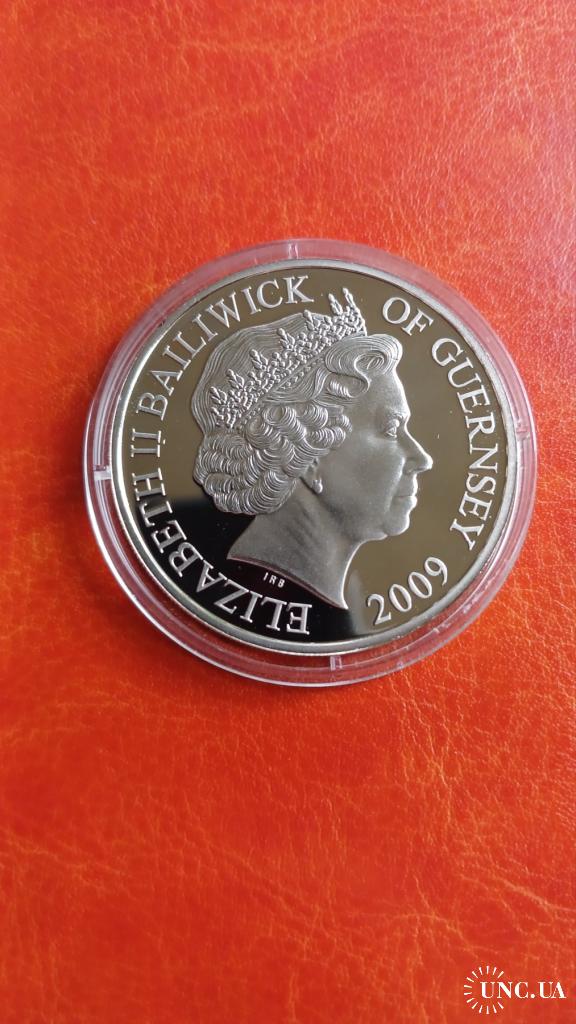 ELIZABETH II BAILIWICK OF GUERNSEY 2009
IRB
UNC.UA